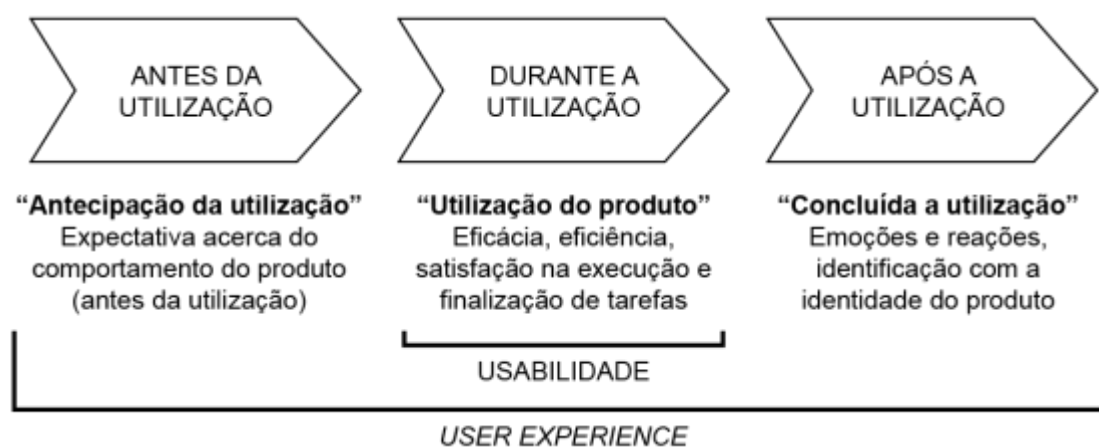 ANTES DA
UTILIZAÇÃO
DURANTE A
UTILIZAÇÃO
APÓS A
UTILIZAÇÃO
“Antecipação da utilização”
Expectativa acerca do
comportamento do produto
(antes da utilização)
“Utilização do produto”
Eficácia, eficiência,
satisfação na execução e
finalização de tarefas
“Concluída a utilização”
Emoções e reações,
identificação com a
identidade do produto
USABILIDADE
USER EXPERIENCE